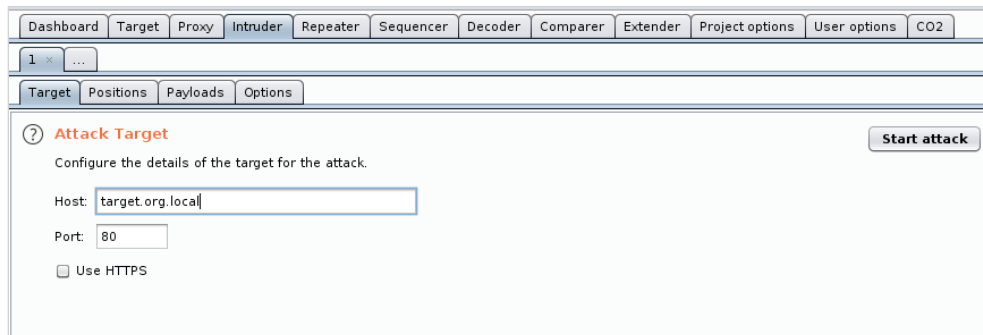 Dashboard Target Proxy Intruder Repeater Sequencer Decoder Comparer Extender Project options User options CO2
1 × ...
Target Positions Payloads Options
? Attack Target
Start attack
Configure the details of the target for the attack.
Host: target.org.local
Port: 80
Use HTTPS